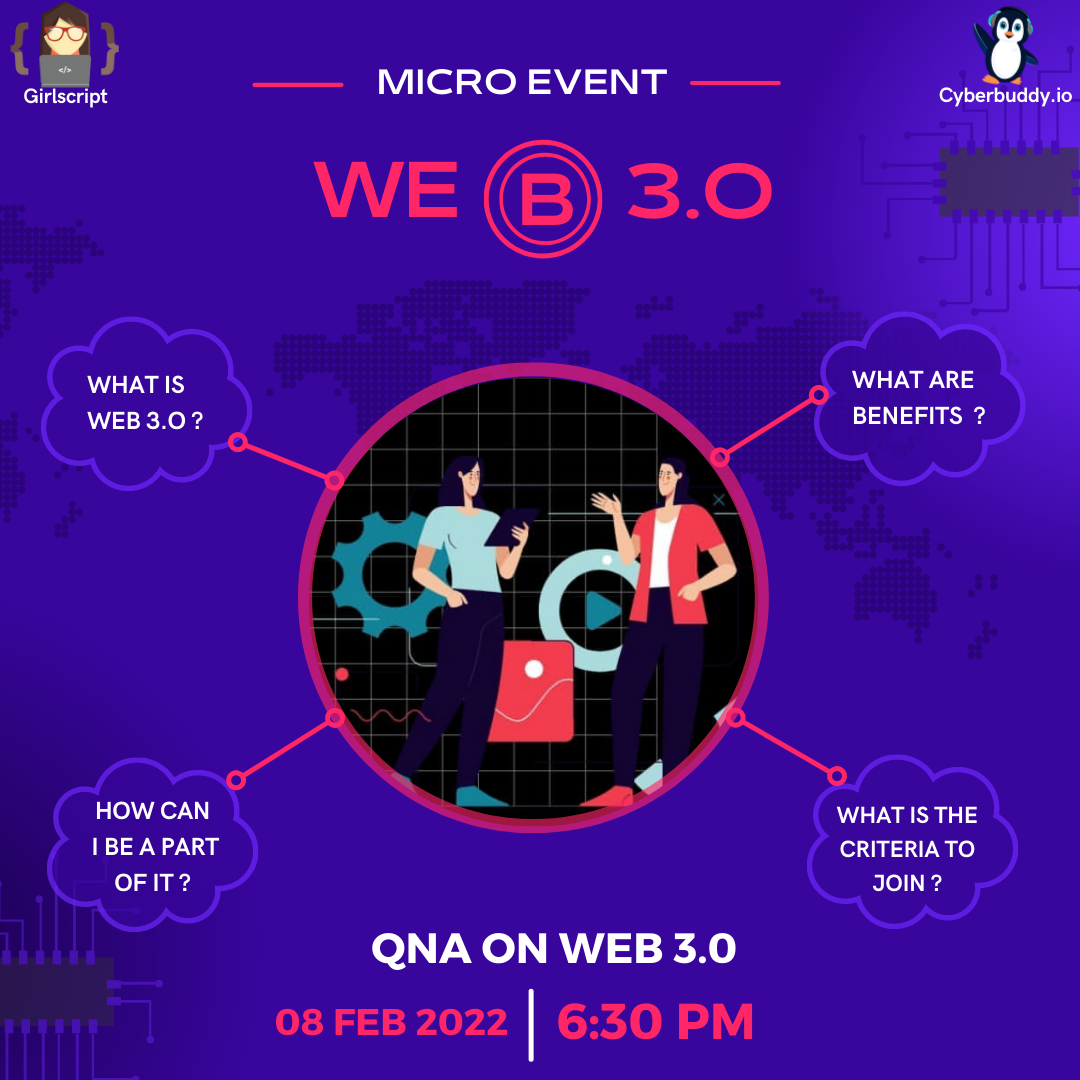 Girlscript
Cyberbuddy.io
MICRO EVENT
WE B 3.O
WHAT IS
WEB 3.O ?
WHAT ARE
BENEFITS ?
HOW CAN
I BE A PART
OF IT ?
WHAT IS THE
CRITERIA TO
JOIN ?
QNA ON WEB 3.0
08 FEB 2022 | 6:30 PM